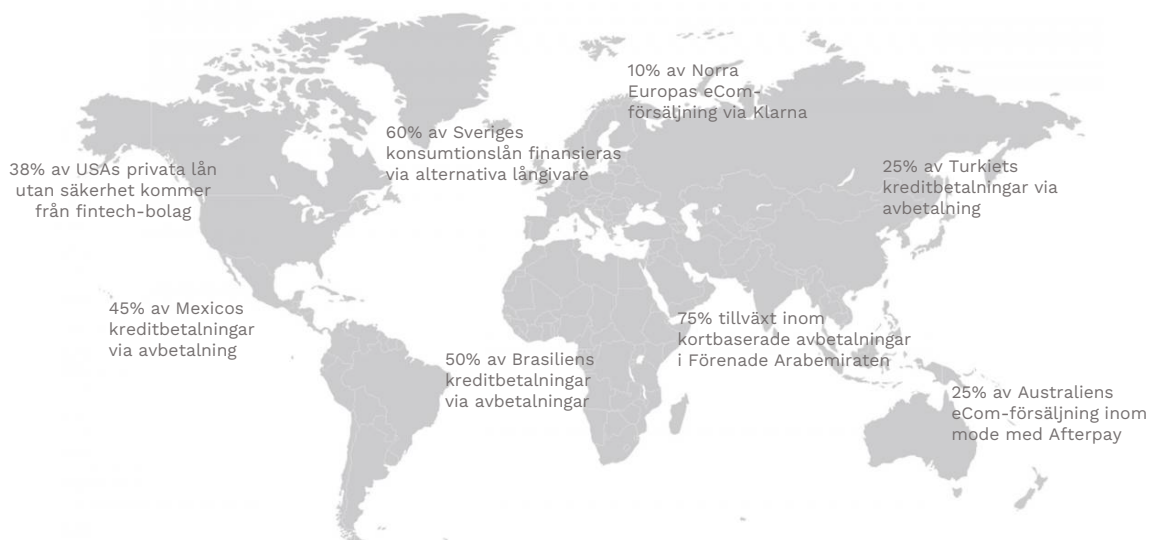 10% av Norra
Europas eCom-
försäljning via Klarna
60% av Sveriges
konsumtionslån finansieras
via alternativa långivare
38% av USAs privata lån
utan säkerhet kommer
från fintech-bolag
25% av Turkiets
kreditbetalningar via
avbetalning
45% av Mexicos
kreditbetalningar
via avbetalning
75% tillväxt inom
kortbaserade avbetalningar
i Förenade Arabemiraten
50% av Brasiliens
kreditbetalningar
via avbetalningar
25% av Australiens
eCom-försäljning inom
mode med Afterpay